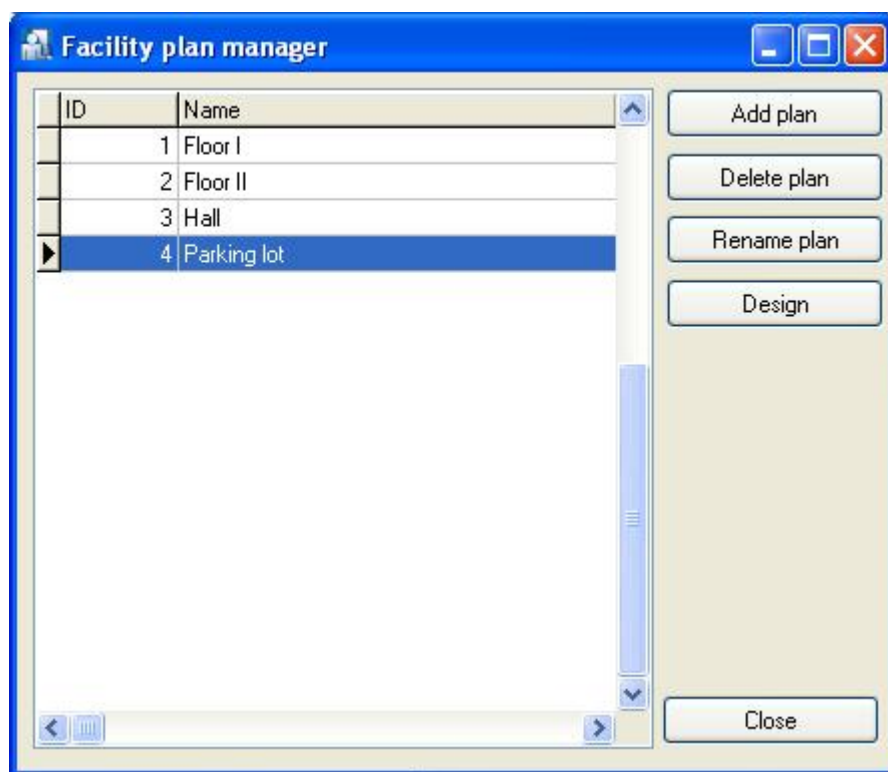 Facility plan manager
ID Name
1 Floor I
2 Floor II
3 Hall
4 Parking lot
Add plan
Delete plan
Rename plan
Design
Close